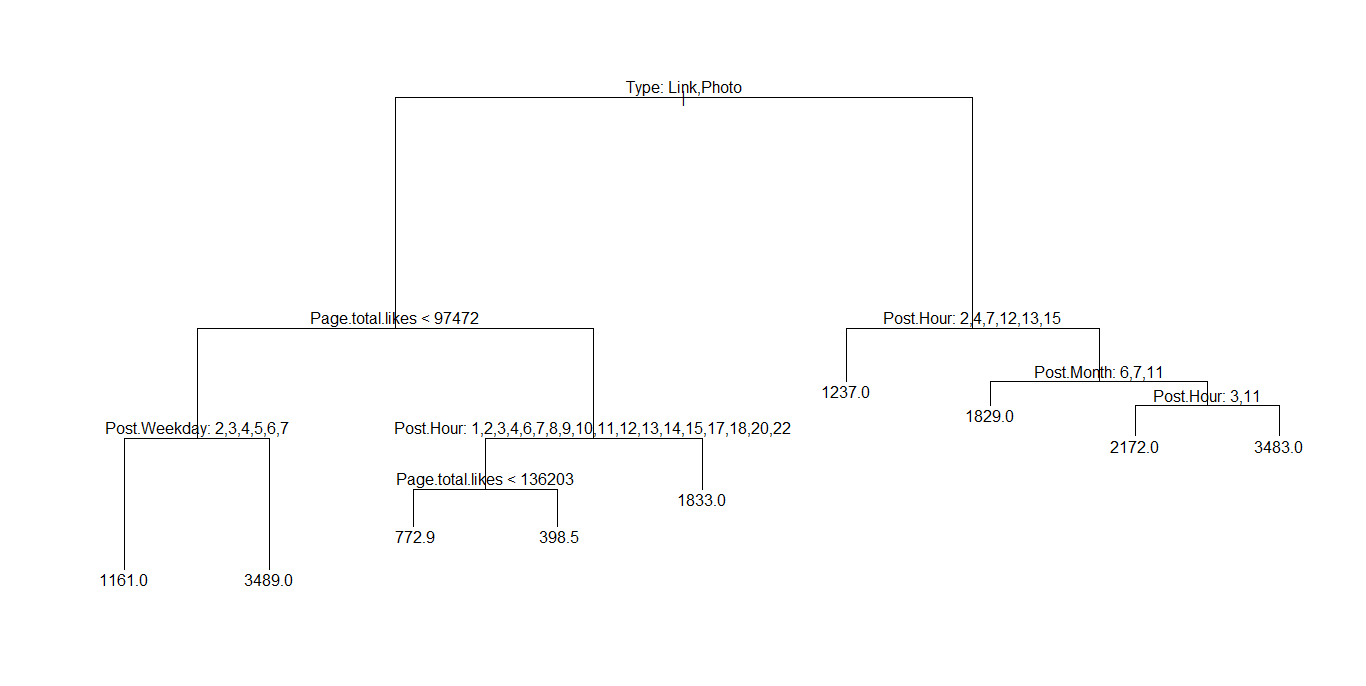 Type: Link,Photo
Page.total.likes < 97472
Post.Hour: 2,4,7,12,13,15
Post.Month: 6,7,11
1237.0
Post.Hour: 3,11
1829.0
Post.Weekday: 2,3,4,5,6,7
Post.Hour: 1,2,3,4,6,7,8,9,10,11,12,13,14,15,17,18,20,22
2172.0
3483.0
Page.total.likes < 136203
1833.0
772.9
398.5
1161.0
3489.0